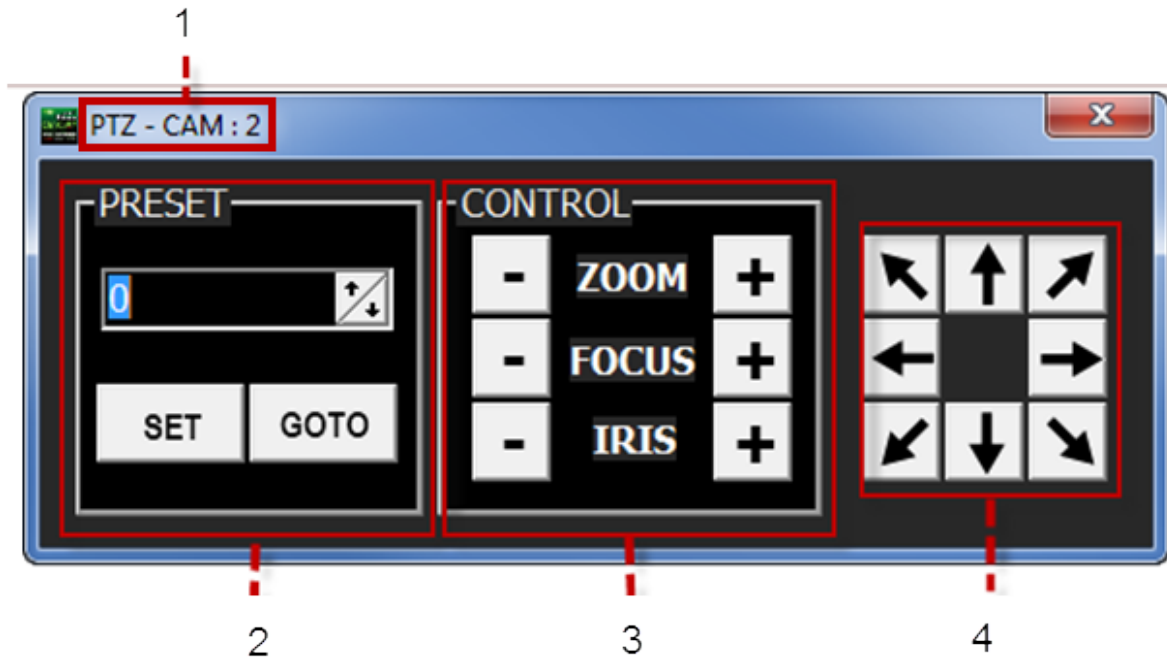 1
PTZ - CAM : 2
PRESET
CONTROL
0
- ZOOM +
- FOCUS +
SET GOTO
- IRIS +
2
3
4